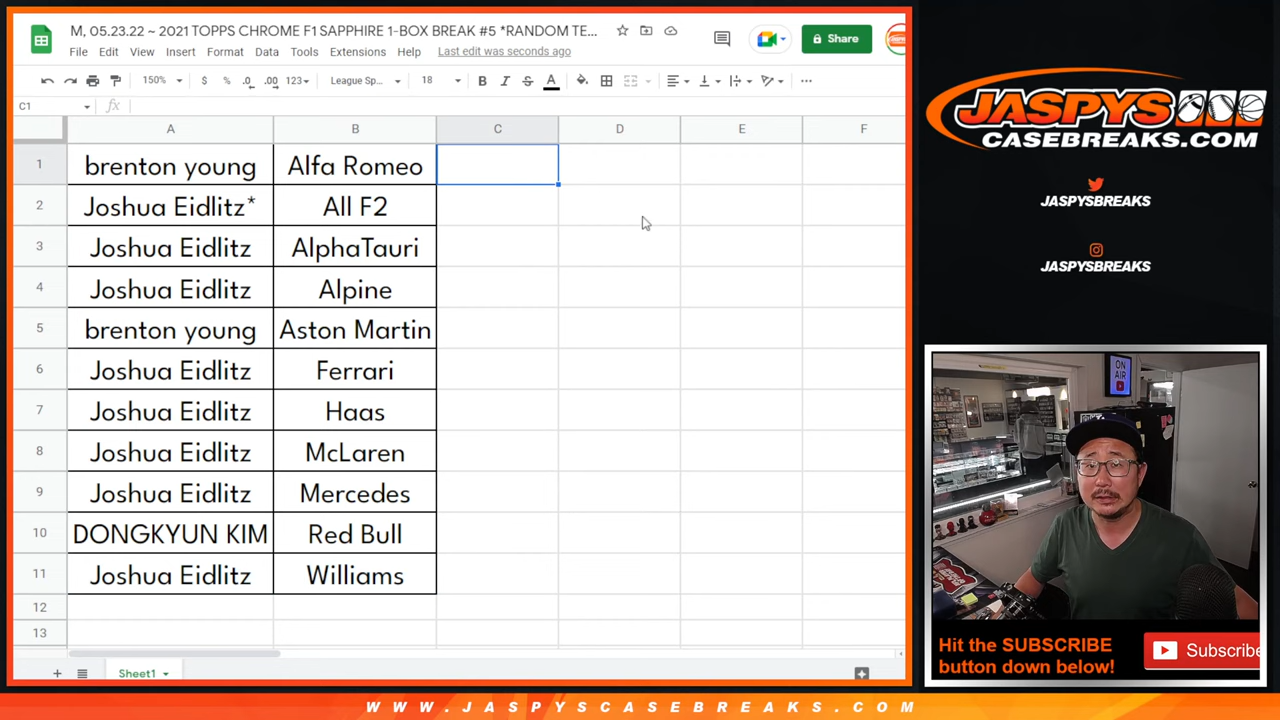 M, 05.23.22 ~ 2021 TOPPS CHROME F1 SAPPHIRE 1-BOX BREAK #5 *RANDOM TE...
File Edit View Insert Format Data Tools Extensions Help Last edit was seconds ago
Share
150% $ % .0 .00 123 League Sp... 18 B I S A
C1 fx
A B C D E F
1 brenton young Alfa Romeo
2 Joshua Eidlitz* All F2
3 Joshua Eidlitz AlphaTauri
4 Joshua Eidlitz Alpine
5 brenton young Aston Martin
6 Joshua Eidlitz Ferrari
7 Joshua Eidlitz Haas
8 Joshua Eidlitz McLaren
9 Joshua Eidlitz Mercedes
10 DONGKYUN KIM Red Bull
11 Joshua Eidlitz Williams
12
13
Sheet1
JASPYS
CASEBREAKS.COM
JASPYSBREAKS
JASPYSBREAKS
ON
AIR
Hit the SUBSCRIBE
button down below!
Subscribe
WWW.JASPYSCASEBREAKS.COM